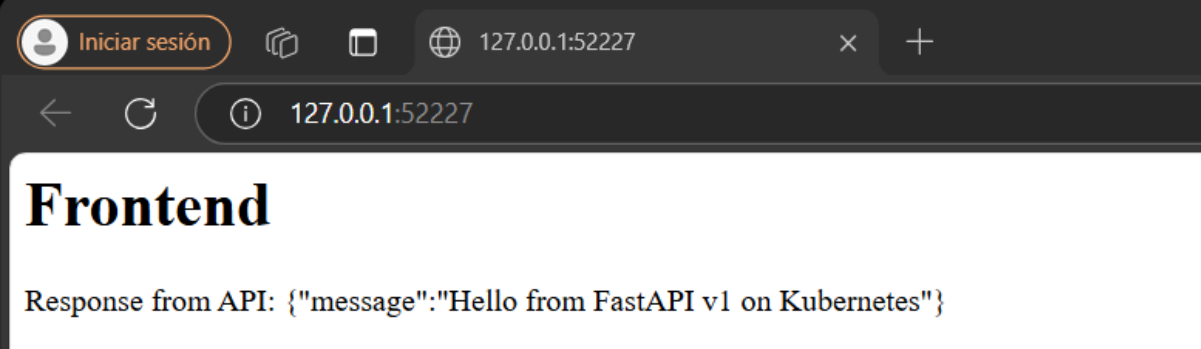 Iniciar sesión
127.0.0.1:52227
127.0.0.1:52227
Frontend
Response from API: {"message":"Hello from FastAPI v1 on Kubernetes"}